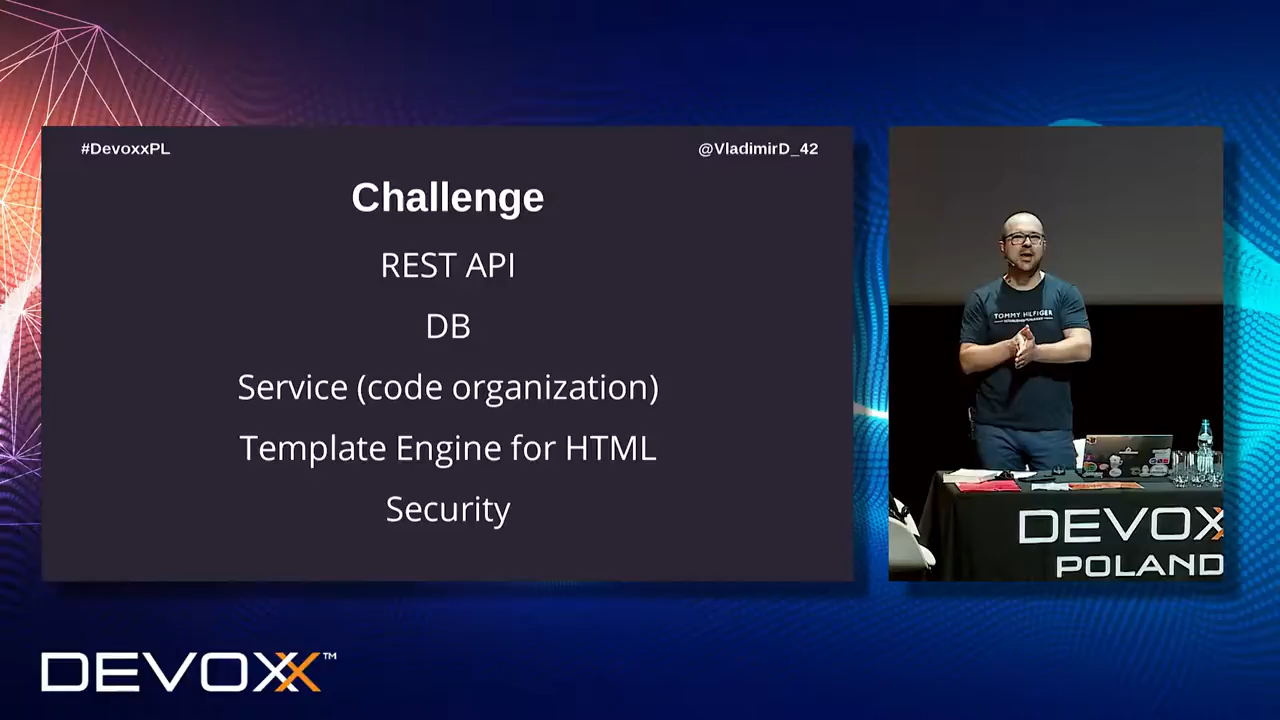 #DevoxxPL
@VladimirD_42
Challenge
REST API
DB
Service (code organization)
Template Engine for HTML
Security
TOMMY HILFIGER
DEVOXX
POLAND
DEVOXX™